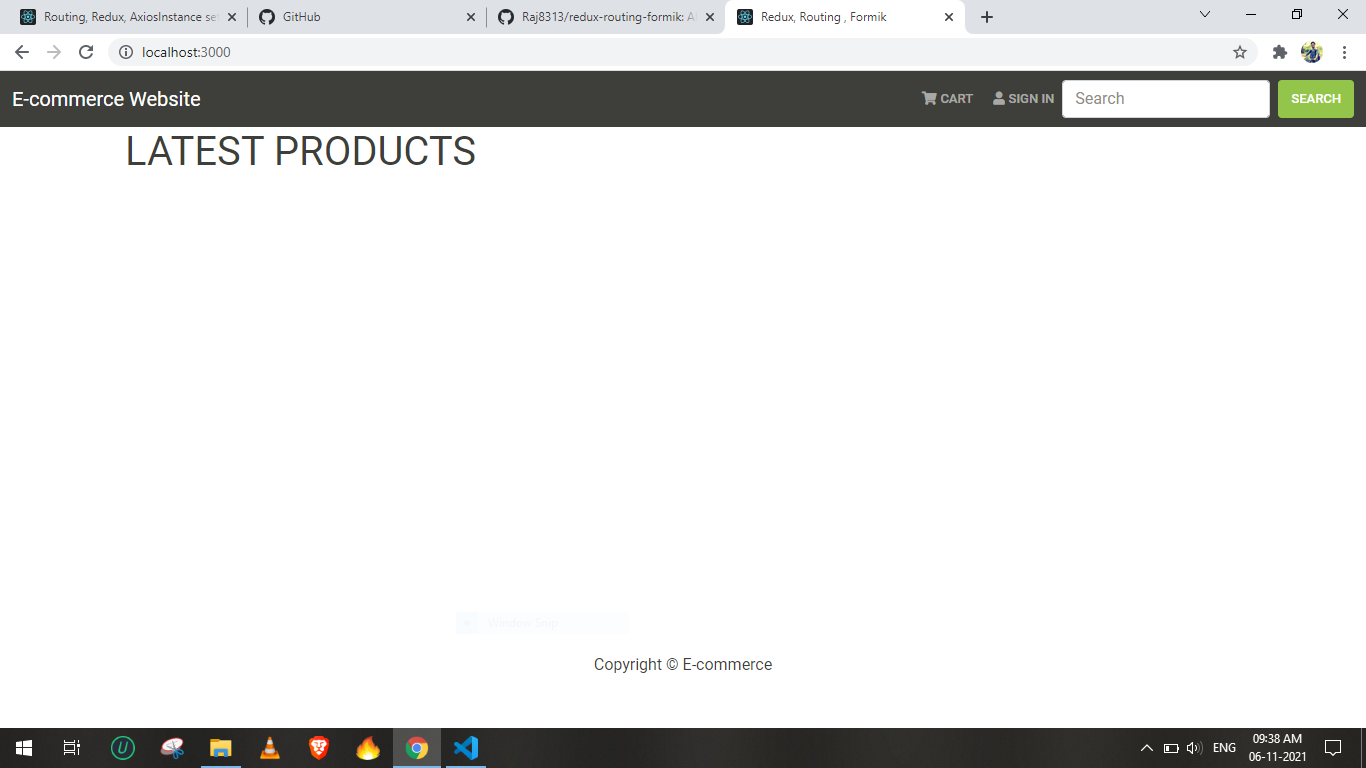 Routing, Redux, AxiosInstance se
GitHub
Raj8313/redux-routing-formik: A
Redux, Routing , Formik
localhost:3000
E-commerce Website
CART
SIGN IN
Search
SEARCH
LATEST PRODUCTS
Window Snip
Copyright © E-commerce
ENG
09:38 AM
06-11-2021